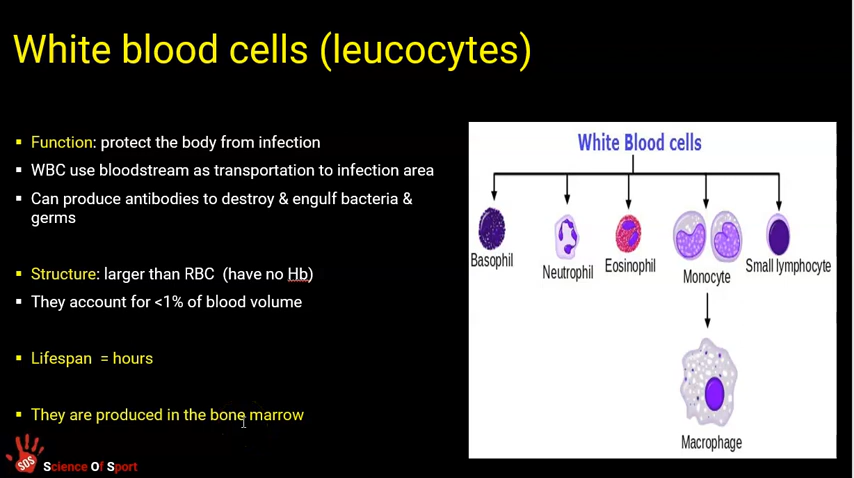 White blood cells (leucocytes)
▪ Function: protect the body from infection
▪ WBC use bloodstream as transportation to infection area
▪ Can produce antibodies to destroy & engulf bacteria &
germs
▪ Structure: larger than RBC (have no Hb)
▪ They account for <1% of blood volume
▪ Lifespan = hours
▪ They are produced in the bone marrow
SOS
Science Of Sport
White Blood cells
Basophil
Neutrophil
Eosinophil
Monocyte
Small lymphocyte
Macrophage